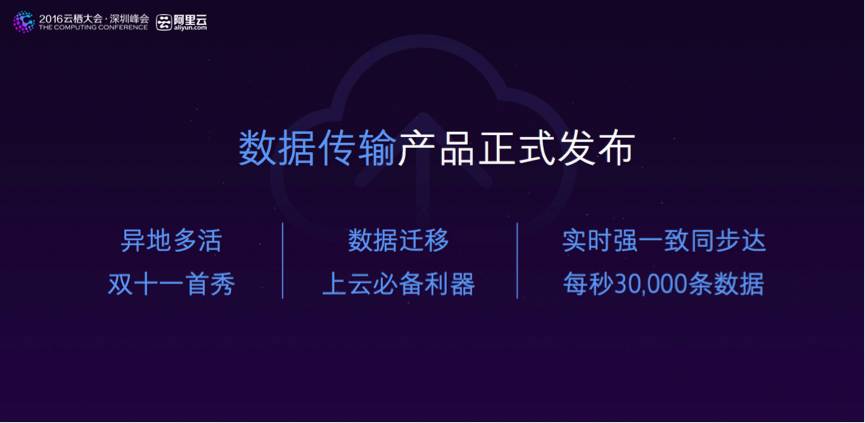 2016云栖大会·深圳峰会
THE COMPUTING CONFERENCE
阿里云
aliyun.com
数据传输产品正式发布
异地多活
双十一首秀
数据迁移
上云必备利器
实时强一致同步达
每秒30,000条数据